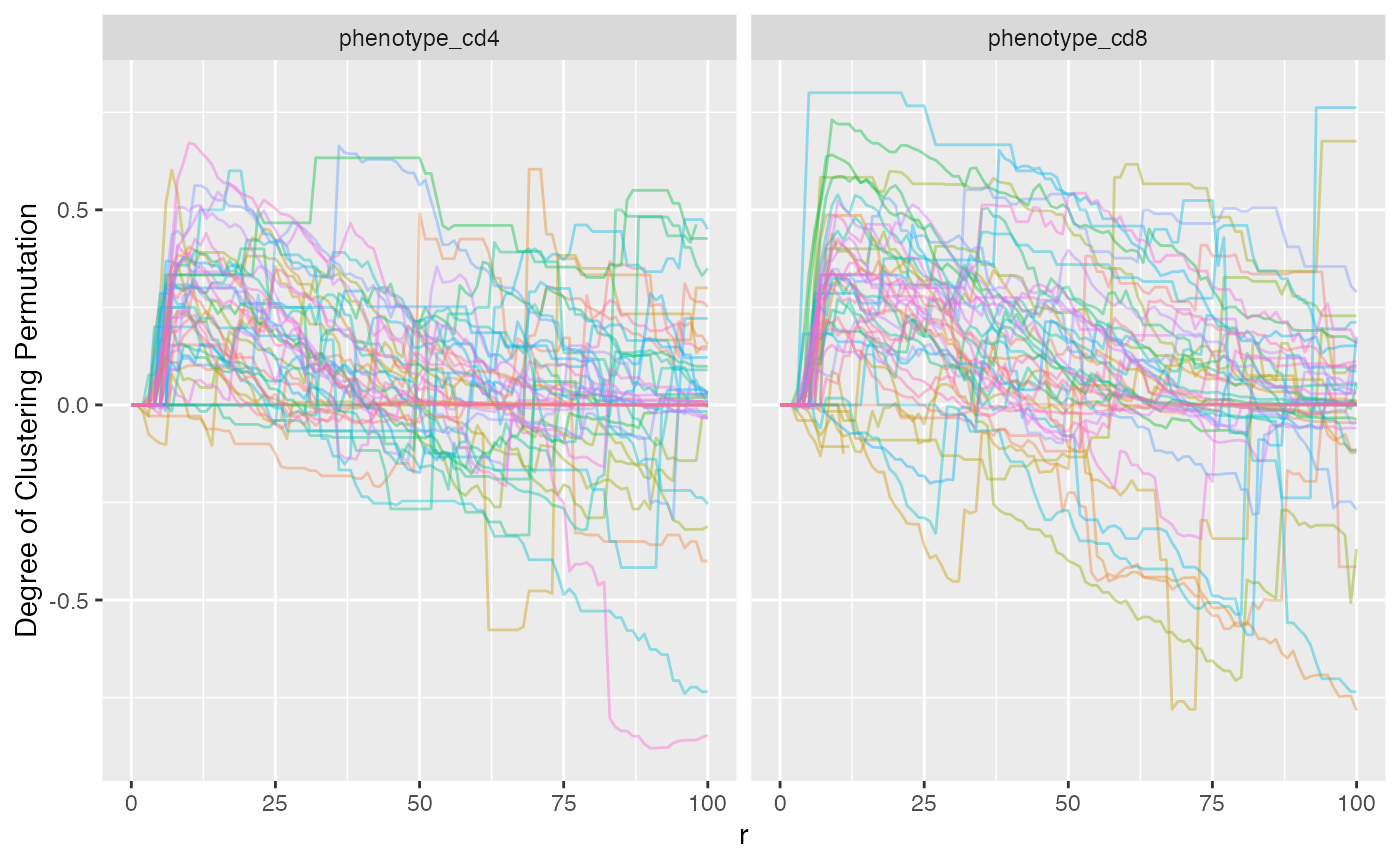 phenotype_cd4 phenotype_cd8
Degree of Clustering Permutation
0.5
0.0
-0.5
0 25 50 75 100 0 25 50 75 100
r